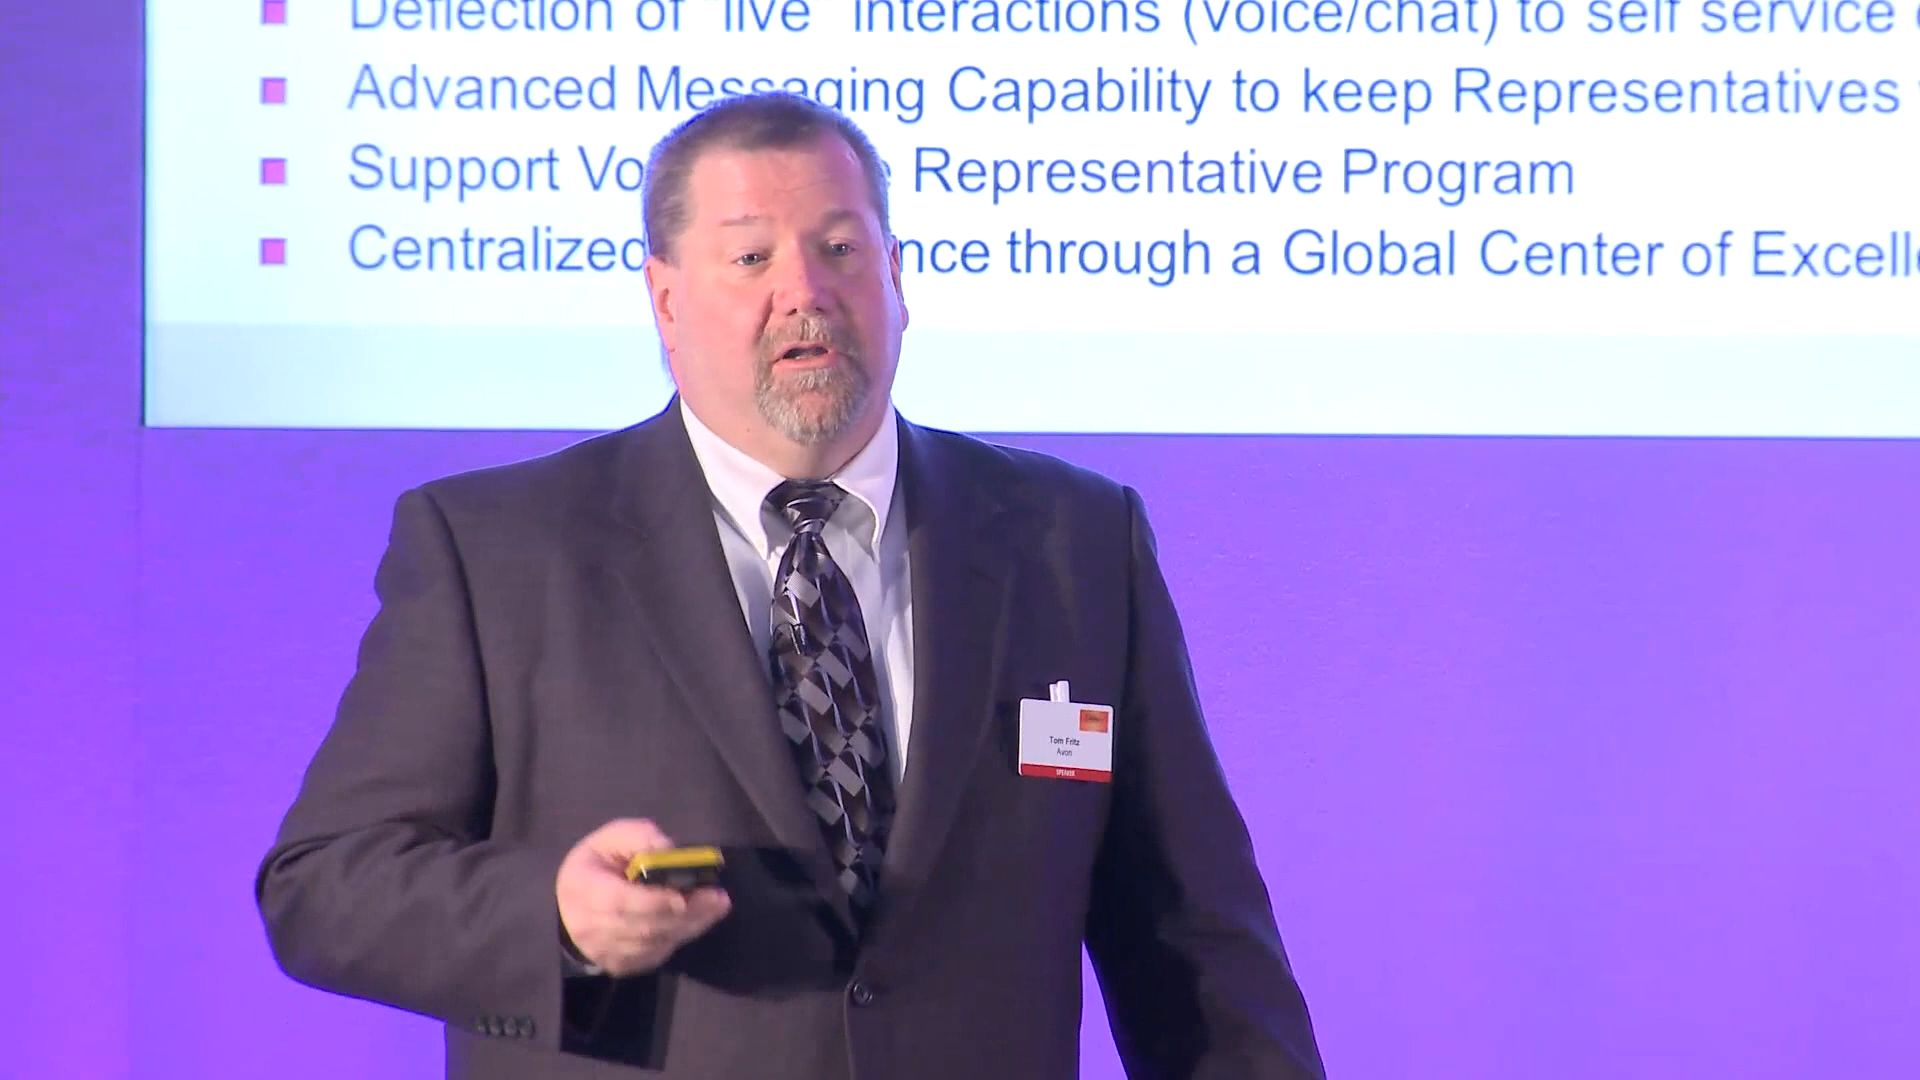 Deflection of "live" interactions (voice/chat) to self service
Advanced Messaging Capability to keep Representatives
Support Vo Representative Program
Centralized nce through a Global Center of Excelle
Tom Fritz
Avon
SPEAKER